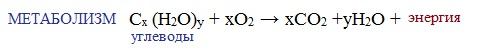 МЕТАБОЛИЗМ Cx (H2O)y + xO2 → xCO2 +yH2O + энергия
углеводы